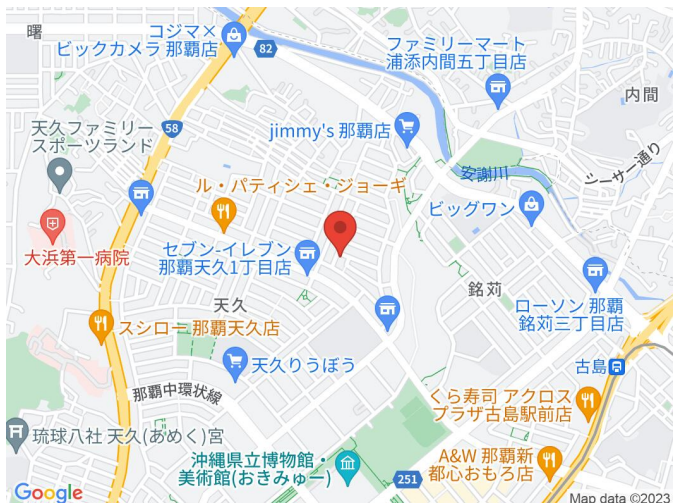 曙
コジマ×
ビックカメラ 那覇店
82
ファミリーマート
浦添内間五丁目店
内間
天久ファミリー
スポーツランド
58
jimmy's 那覇店
シーサー通り
安謝川
ル・パティシェ・ジョーギ
ビッグワン
大浜第一病院
セブン-イレブン
那覇天久1丁目店
天久
銘苅
ローソン 那覇
銘苅三丁目店
スシロー 那覇天久店
天久りうぼう
古島
那覇中環状線
くら寿司 アクロス
プラザ古島駅前店
琉球八社 天久(あめく)宮
沖縄県立博物館・
美術館(おきみゅー)
251
A&W 那覇新
都心おもろ店
Google
Map data ©2023